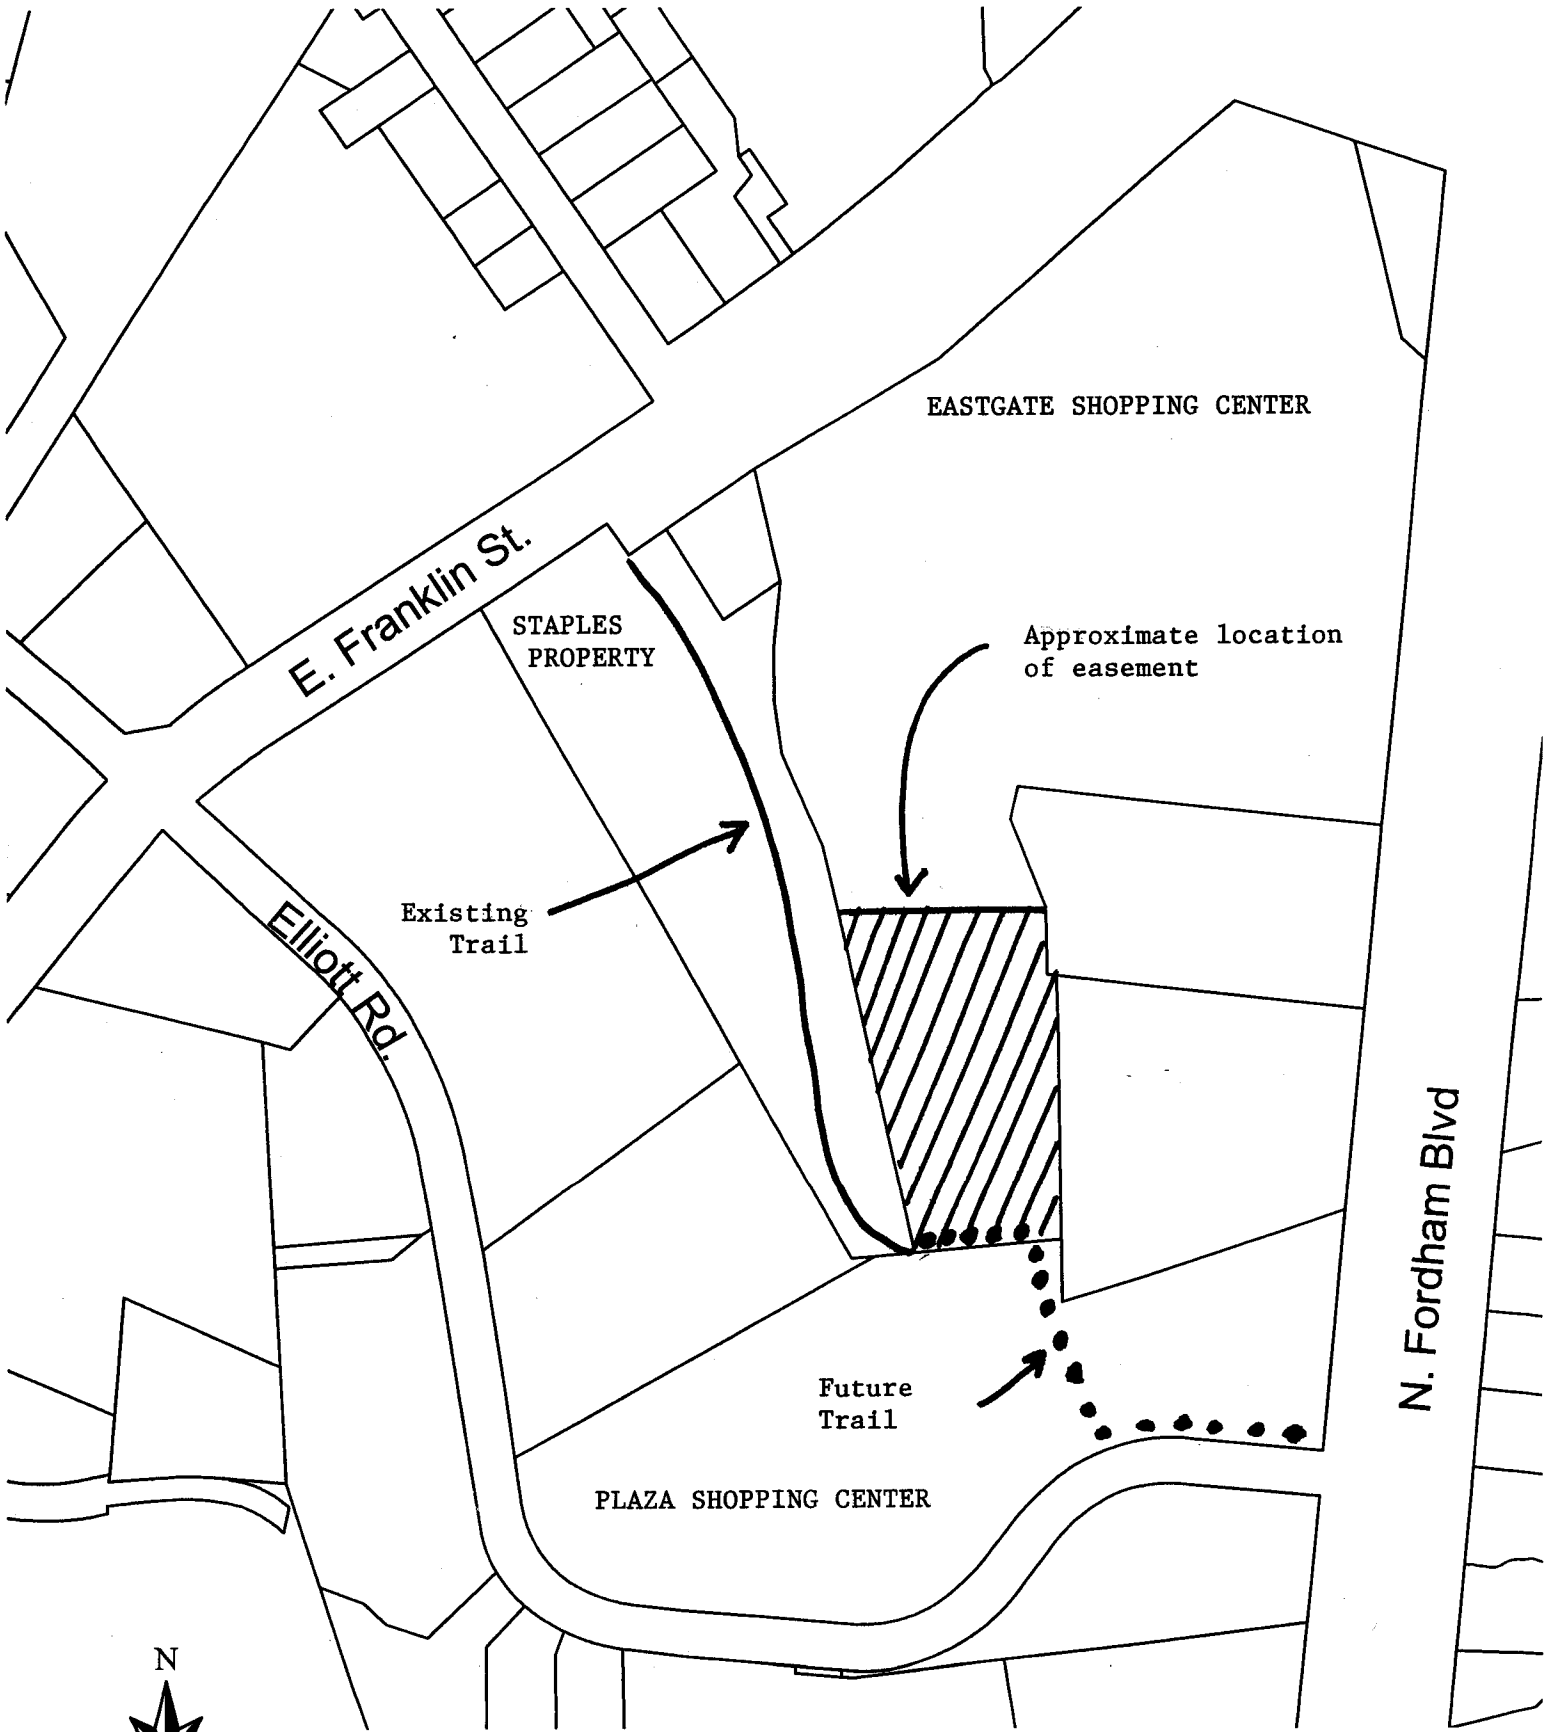 EASTGATE SHOPPING CENTER
E. Franklin St.
STAPLES
PROPERTY
Approximate location
of easement
Existing
Trail
Elliott Rd.
N. Fordham Blvd
Future
Trail
PLAZA SHOPPING CENTER
N